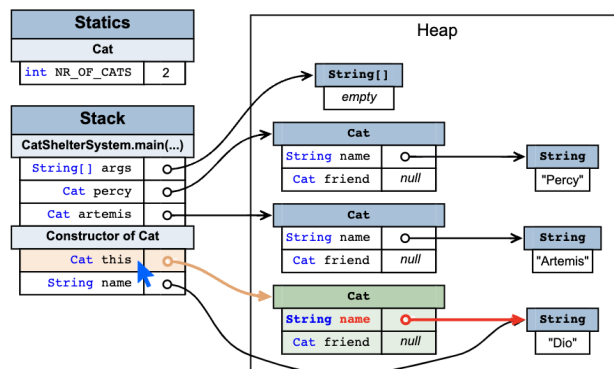 Statics
Cat
int NR_OF_CATS 2
Stack
CatShelterSystem.main(...)
String[] args
Cat percy
Cat artemis
Constructor of Cat
Cat this
String name
Heap
String[]
empty
Cat
String name
Cat friend null
String
"Percy"
Cat
String name
Cat friend null
String
"Artemis"
Cat
String name
Cat friend null
String
"Dio"